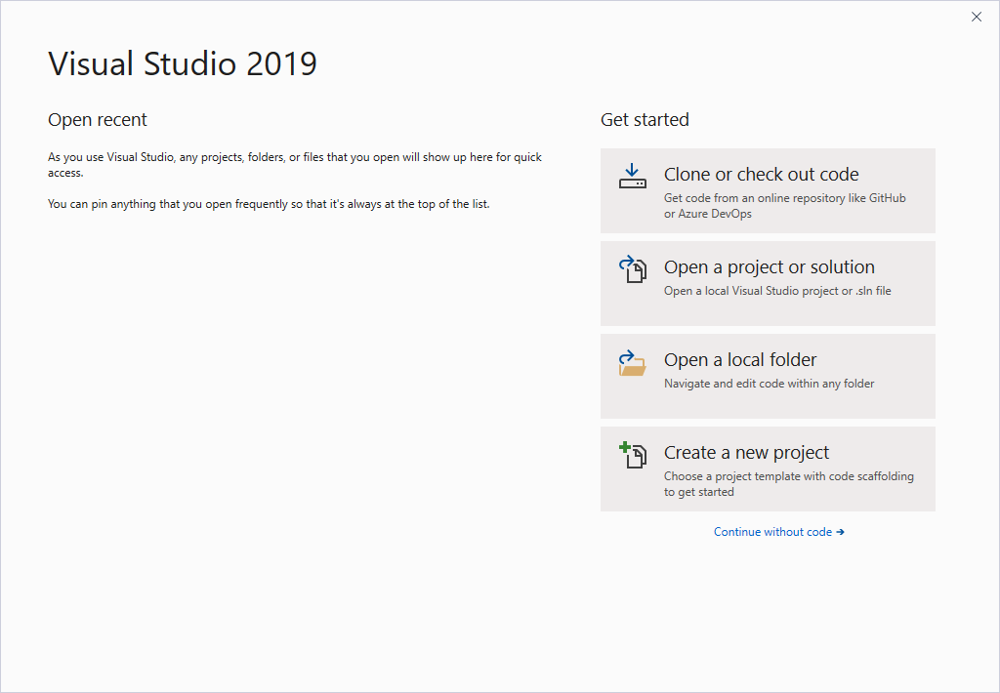 Visual Studio 2019
Open recent
As you use Visual Studio, any projects, folders, or files that you open will show up here for quick
access.
You can pin anything that you open frequently so that it's always at the top of the list.
Get started
Clone or check out code
Get code from an online repository like GitHub
or Azure DevOps
Open a project or solution
Open a local Visual Studio project or .sln file
Open a local folder
Navigate and edit code within any folder
Create a new project
Choose a project template with code scaffolding
to get started
Continue without code →